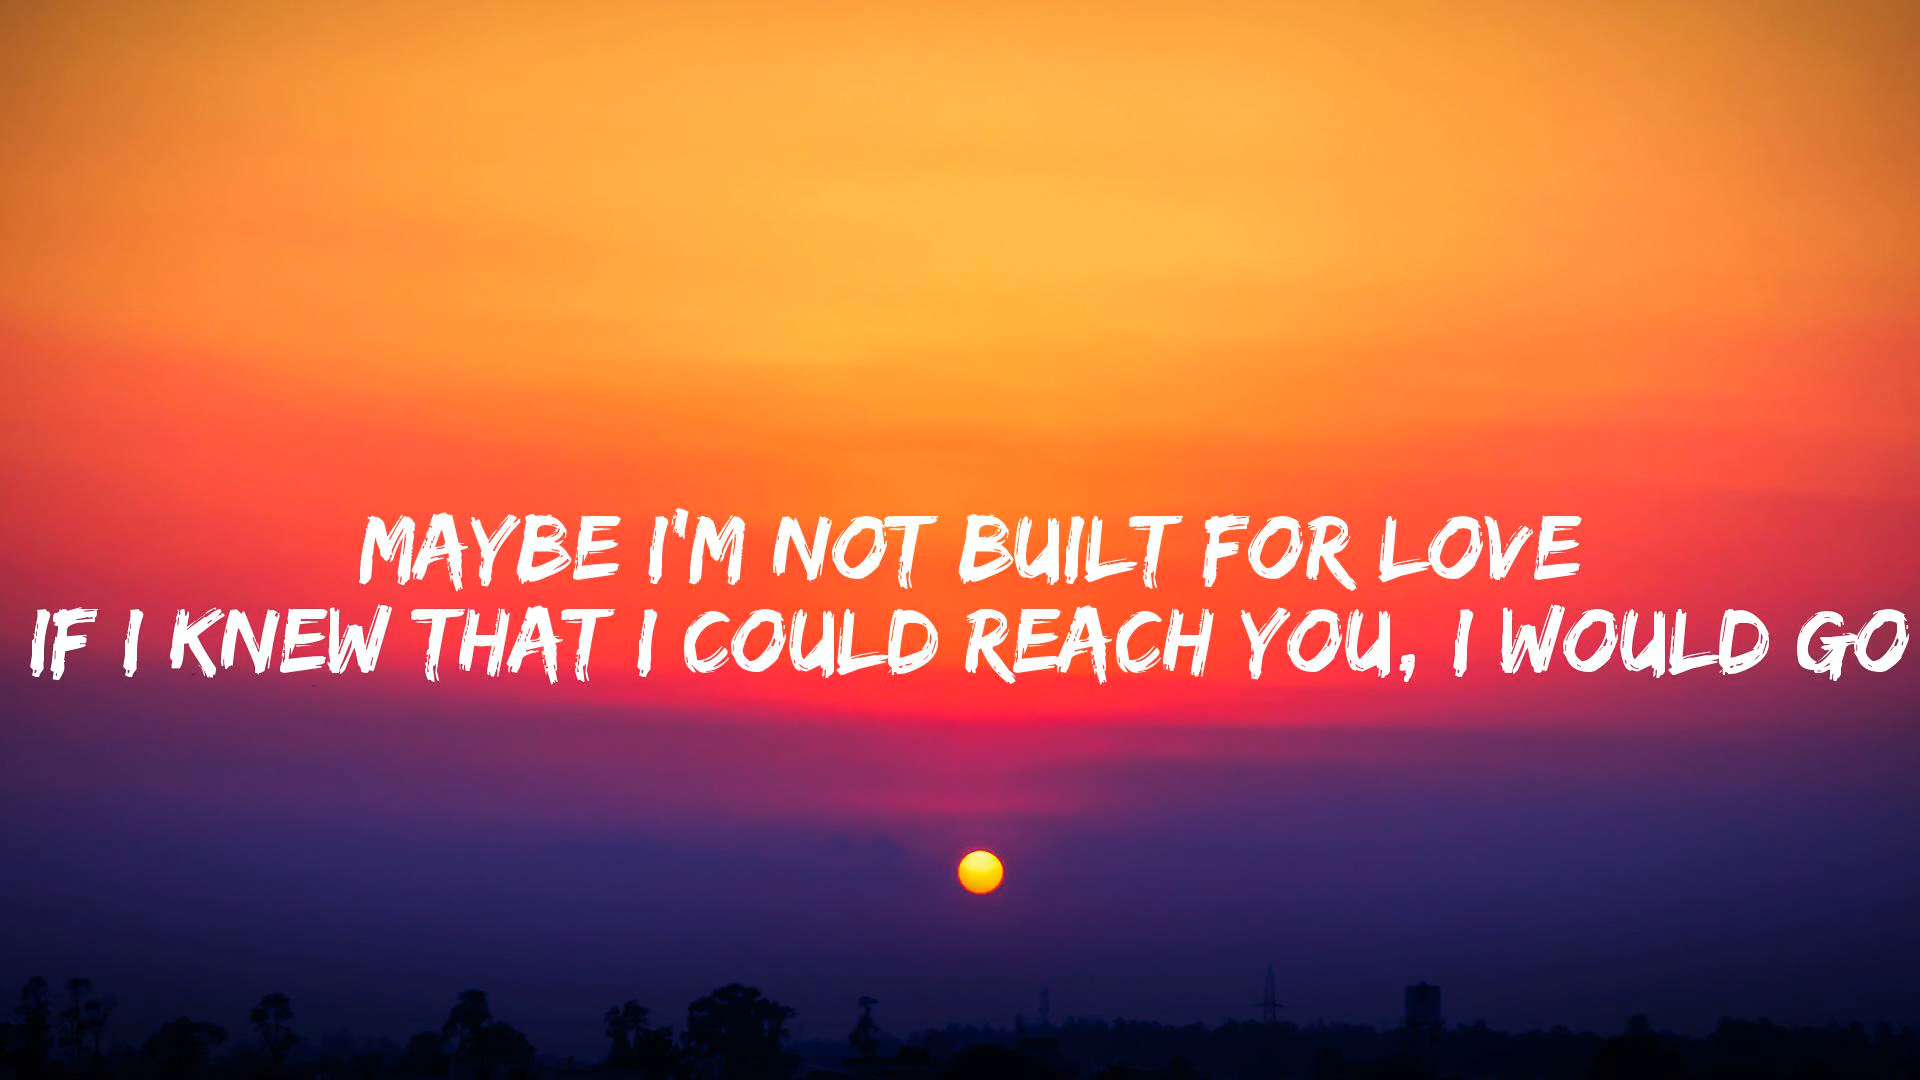 MAYBE I'M NOT BUILT FOR LOVE
IF I KNEW THAT I COULD REACH YOU, I WOULD GO